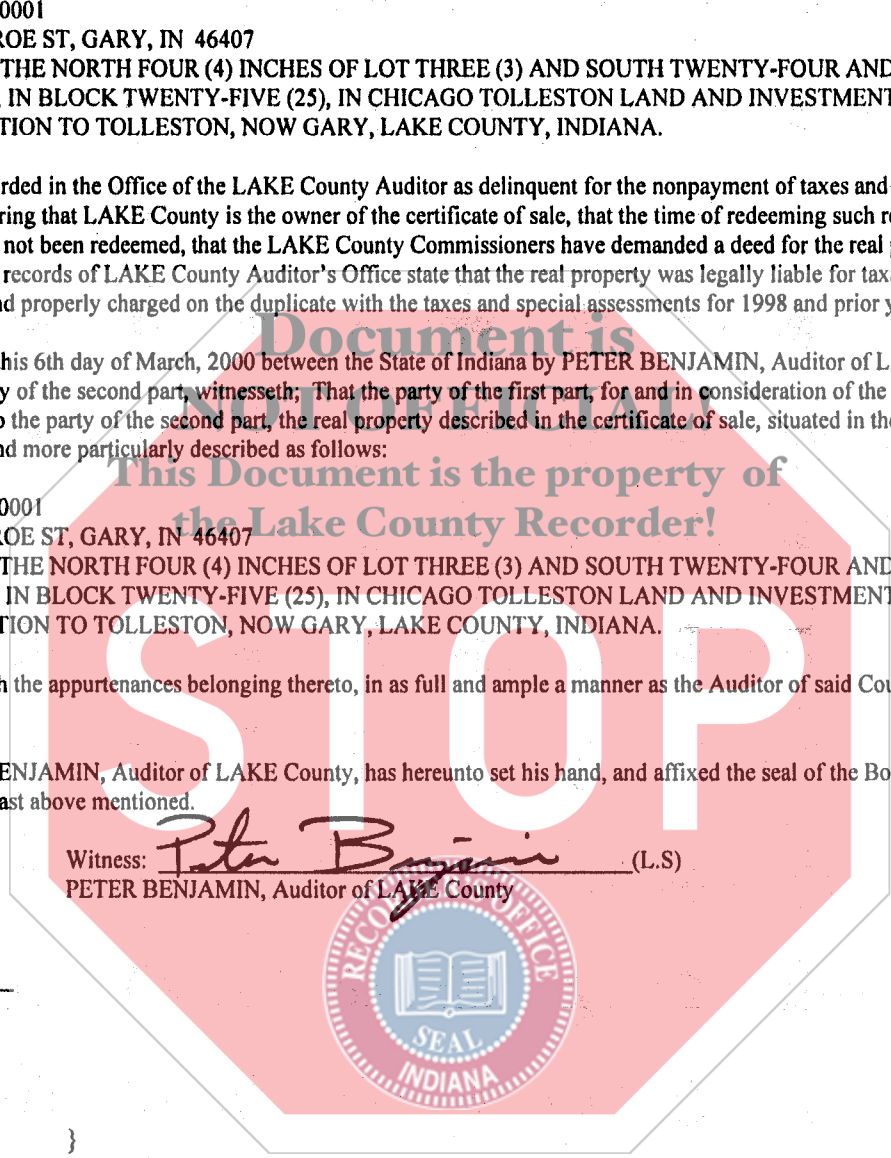 0001
ROE ST, GARY, IN 46407
THE NORTH FOUR (4) INCHES OF LOT THREE (3) AND SOUTH TWENTY-FOUR AND
, IN BLOCK TWENTY-FIVE (25), IN CHICAGO TOLLESTON LAND AND INVESTMENT
TION TO TOLLESTON, NOW GARY, LAKE COUNTY, INDIANA.
rded in the Office of the LAKE County Auditor as delinquent for the nonpayment of taxes and
ring that LAKE County is the owner of the certificate of sale, that the time of redeeming such r
not been redeemed, that the LAKE County Commissioners have demanded a deed for the real
records of LAKE County Auditor's Office state that the real property was legally liable for tax
nd properly charged on the duplicate with the taxes and special assessments for 1998 and prior y
Document is
his 6th day of March, 2000 between the State of Indiana by PETER BENJAMIN, Auditor of L
y of the second part, witnesseth; That the party of the first part, for and in consideration of the
NOT OFFICIAL!
o the party of the second part, the real property described in the certificate of sale, situated in the
nd more particularly described as follows:
This Document is the property of
0001
the Lake County Recorder!
ROE ST, GARY, IN 46407
THE NORTH FOUR (4) INCHES OF LOT THREE (3) AND SOUTH TWENTY-FOUR AND
IN BLOCK TWENTY-FIVE (25), IN CHICAGO TOLLESTON LAND AND INVESTMENT
TION TO TOLLESTON, NOW GARY, LAKE COUNTY, INDIANA.
h the appurtenances belonging thereto, in as full and ample a manner as the Auditor of said Cou
STOP
ENJAMIN, Auditor of LAKE County, has hereunto set his hand, and affixed the seal of the Bo
ast above mentioned.
Witness: Peter Benjamin (L.S)
PETER BENJAMIN, Auditor of LAKE County
RECORDER'S OFFICE
SEAL
INDIANA
}